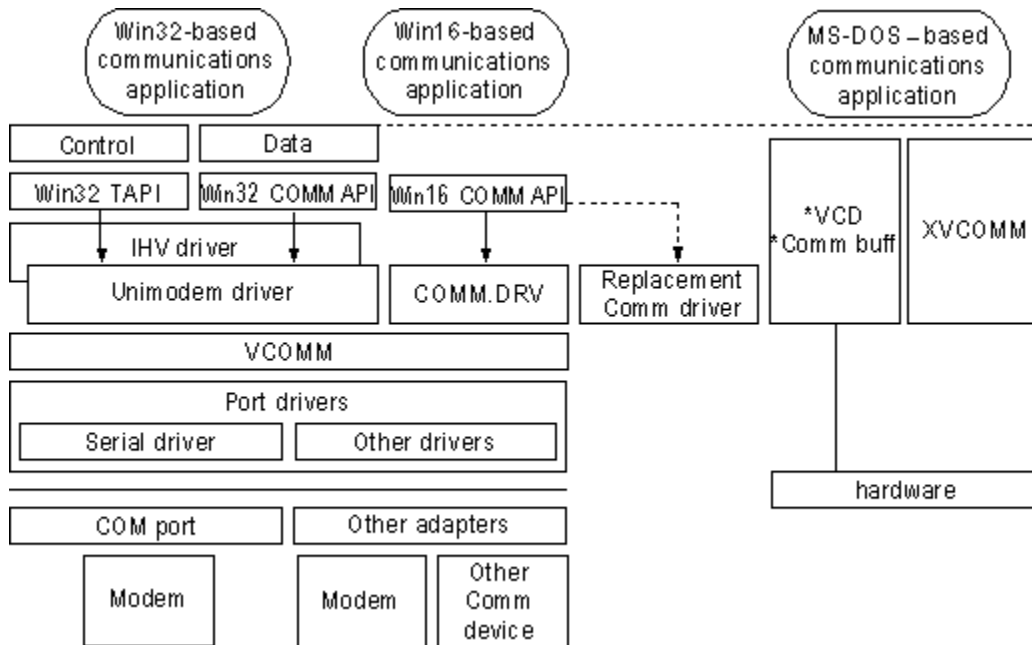 Win32-based
communications
application
Win16-based
communications
application
MS-DOS–based
communications
application
Control
Data
Win32 TAPI
Win32 COMM API
Win16 COMM API
*VCD
*Comm buff
XVCOMM
IHV driver
Unimodem driver
COMM.DRV
Replacement
Comm driver
VCOMM
Port drivers
Serial driver
Other drivers
hardware
COM port
Other adapters
Modem
Modem
Other
Comm
device